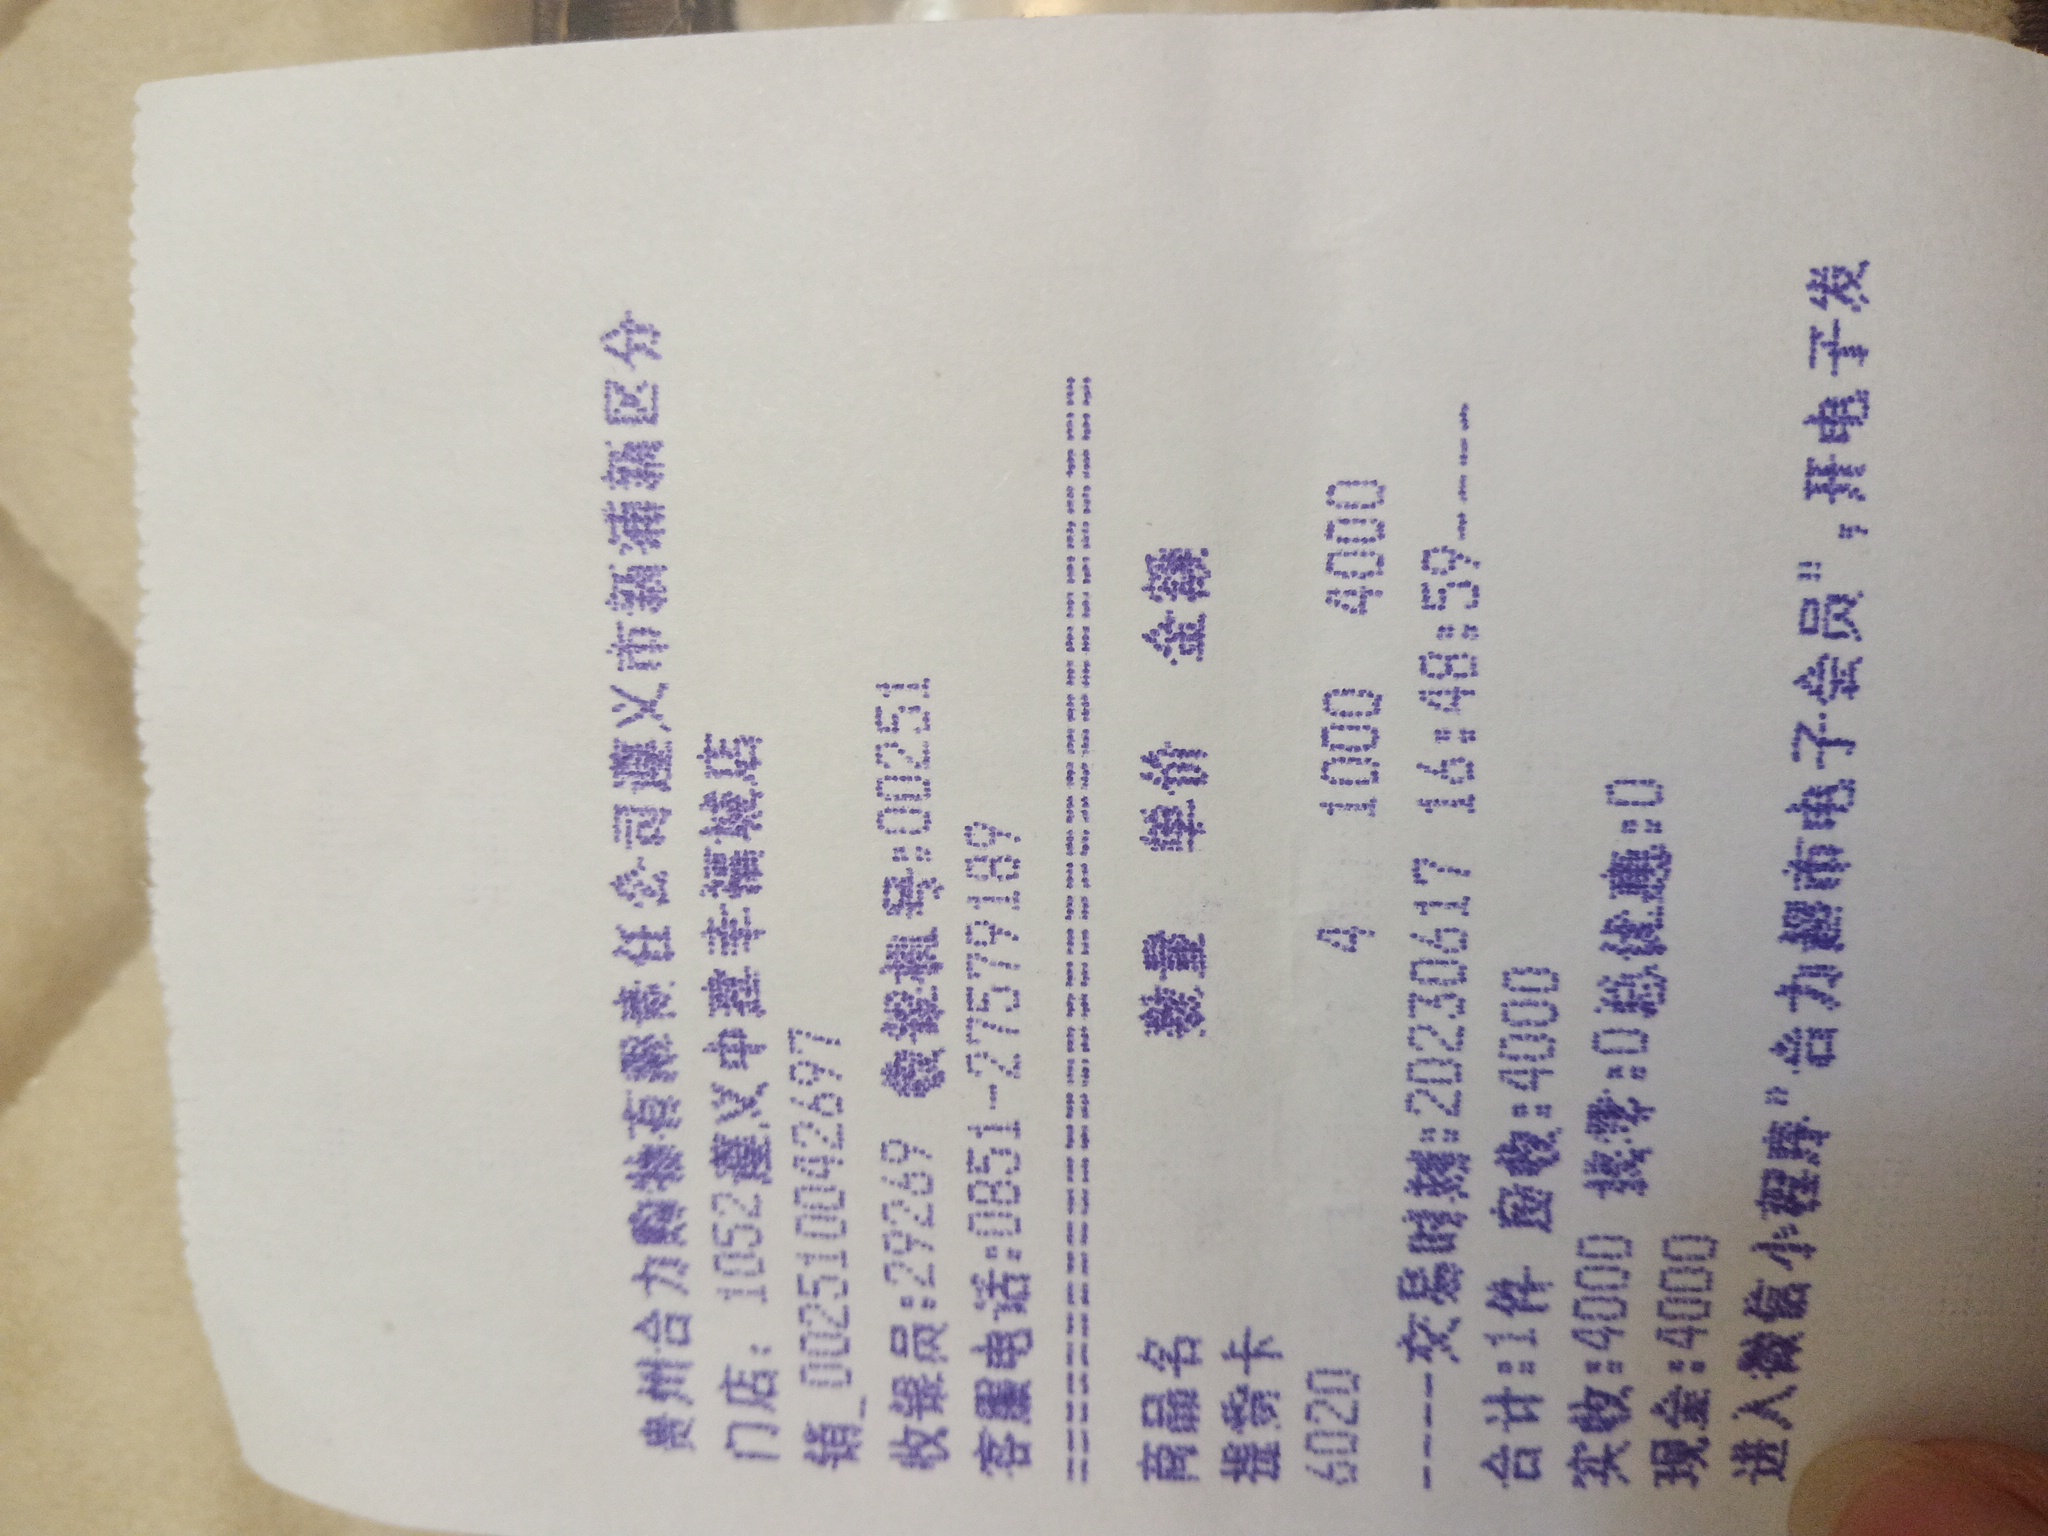 贵州合力购物有限责任公司遵义市新蒲新区分
门店: 1052遵义中建幸福城店
销_002510042697
收银员:29269 收款机号:00251
客服电话:0851-27579189
========================================
商品名 数量 单价 金额
提货卡
6020 4 1000 4000
----交易时间:20230617 16:48:59----
合计:1件 应收:4000
实收:4000 找零:0总优惠:0
现金:4000
进入微信小程序"合力超市电子会员",开电子发